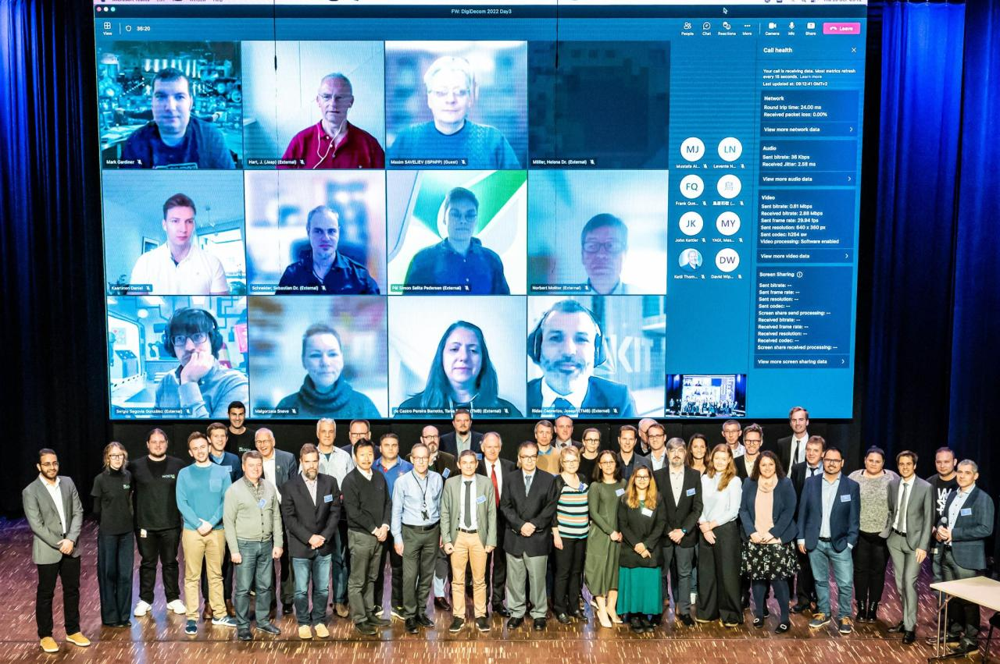 FW: DigiDecom 2022 Day3
View
36:20
People
Chat
Reactions
More
Camera
Mic
Share
Leave
Call health
Your call is receiving data. Most metrics refresh
every 15 seconds. Learn more
Last updated at: 09:12:41 GMT+2
Network
Round trip time: 24.00 ms
Received packet loss: 0.00%
View more network data
Audio
Sent bitrate: 36 Kbps
Received Jitter: 2.58 ms
View more audio data
Video
Sent bitrate: 0.61 Mbps
Received bitrate: 2.88 Mbps
Sent frame rate: 29.94 fps
Sent resolution: 640 x 360 px
Sent codec: h264 sw
Video processing: Software enabled
View more video data
Screen Sharing
Sent bitrate: --
Sent frame rate: --
Sent resolution: --
Sent codec: --
Screen share send processing: --
Received bitrate: --
Received frame rate: --
Received resolution: --
Received codec: --
Screen share received processing: --
View more screen sharing data
Mark Gardiner
Hart, J. (Jaap) (External)
Maxim SAVELIEV (ISPNPP) (Guest)
Möller, Helena Dr. (External)
Kaartinen Daniel
Schneider, Sebastian Dr. (External)
Pål Simon Salita Pedersen (External)
Norbert Molitor (External)
Sergio Segovia González (External)
Malgorzata Sneve
de Castro Pereira Barretto, Tania (TMB) (External)
(TMB) (External)
MJ
Mustafa Al...
LN
Levente N...
FQ
Frank Que...
鳥
JK
John Kettler
MY
YAGI, Mas...
Ketil Thom...
DW
David Wip...
KIT